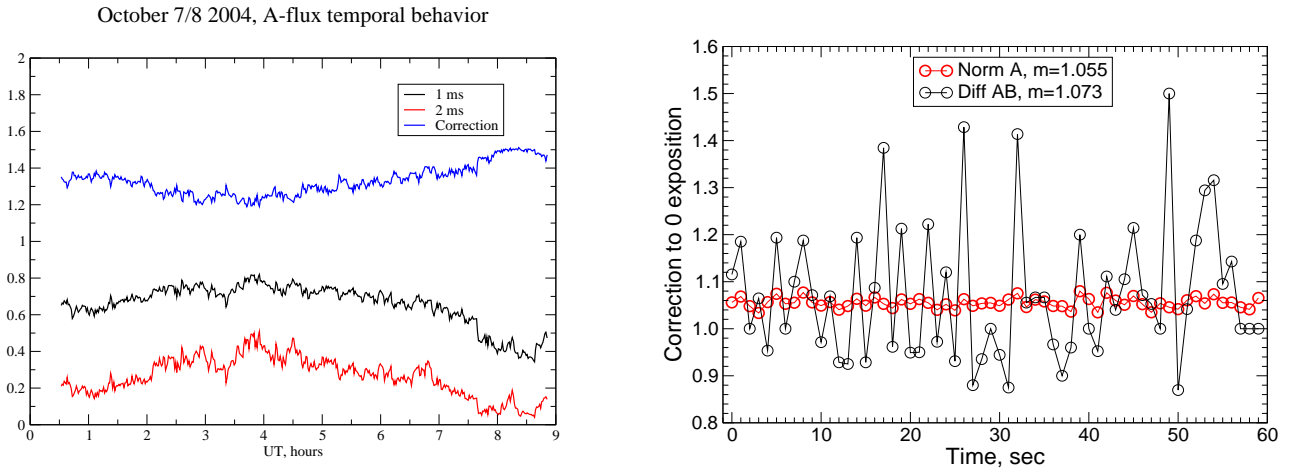 October 7/8 2004, A-flux temporal behavior
2
1.8
1.6
1.4
1.2
1
0.8
0.6
0.4
0.2
0
0 1 2 3 4 5 6 7 8 9
UT, hours
1 ms
2 ms
Correction
1.6
1.5
1.4
1.3
1.2
1.1
1.0
0.9
0.8
Correction to 0 exposition
0 10 20 30 40 50 60
Time, sec
Norm A, m=1.055
Diff AB, m=1.073